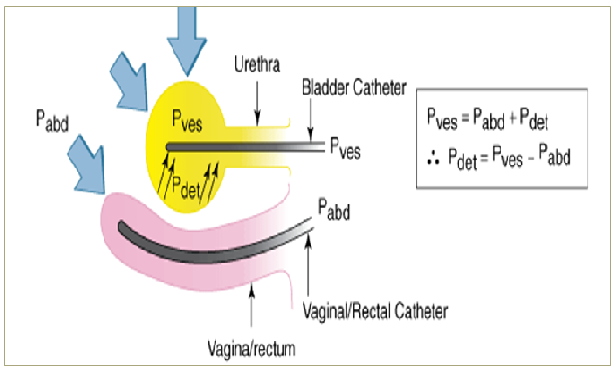 Urethra
Bladder Catheter
Pabd
Pves
Pves = Pabd + Pdet
∴ Pdet = Pves - Pabd
Pves
Pdet
Pabd
Vaginal/Rectal Catheter
Vagina/rectum